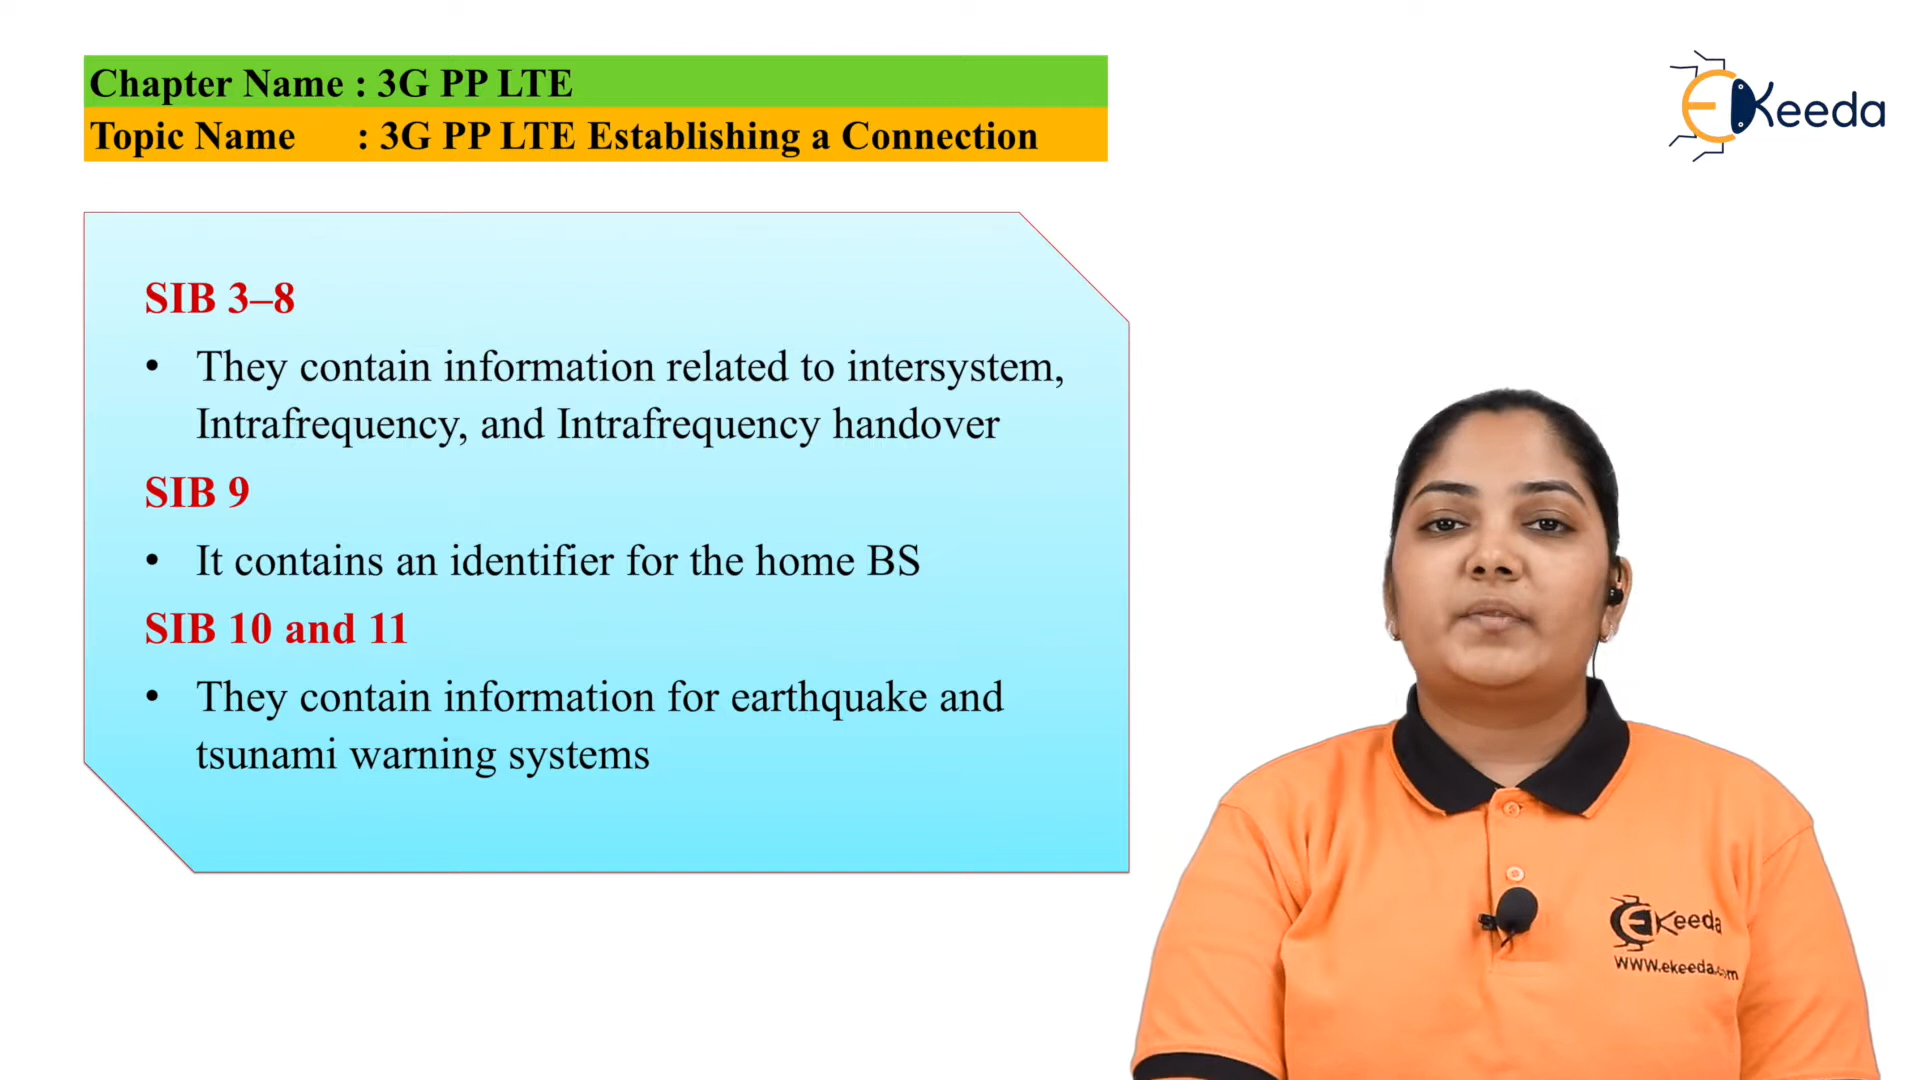 Chapter Name : 3G PP LTE
Topic Name : 3G PP LTE Establishing a Connection
EKeeda
SIB 3–8
• They contain information related to intersystem,
Intrafrequency, and Intrafrequency handover
SIB 9
• It contains an identifier for the home BS
SIB 10 and 11
• They contain information for earthquake and
tsunami warning systems
EKeeda
www.ekeeda.com